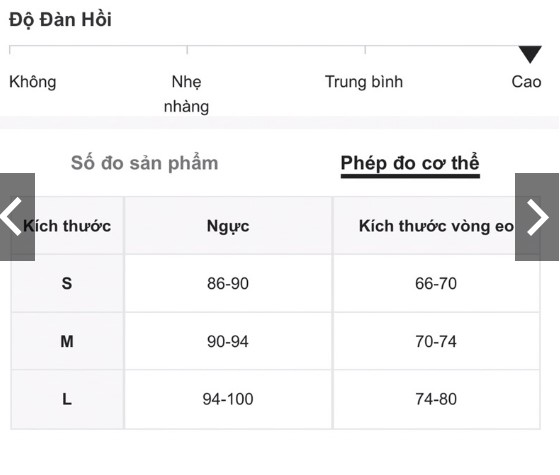 Độ Đàn Hồi
Không Nhẹ nhàng Trung bình Cao
Số đo sản phẩm Phép đo cơ thể
Kích thước Ngực Kích thước vòng eo
S 86-90 66-70
M 90-94 70-74
L 94-100 74-80